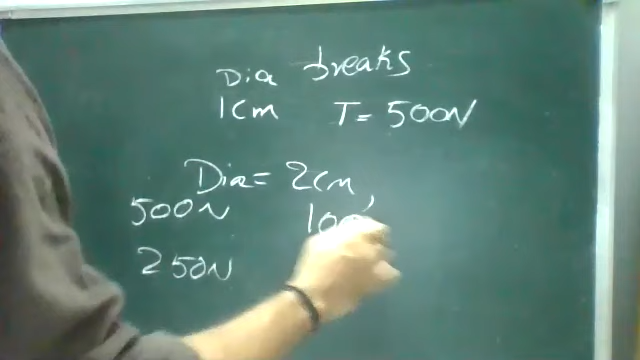 Dia breaks
1cm T= 500N
Dia= 2cm,
500N 100
250N